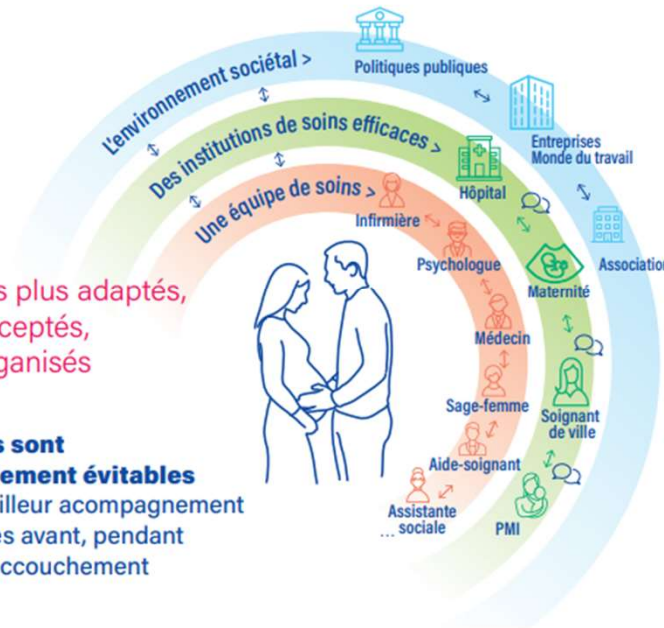 L'environnement sociétal >
Politiques publiques
Entreprises
Monde du travail
Association
Des institutions de soins efficaces >
Hôpital
Maternité
Soignant
de ville
PMI
Une équipe de soins >
Infirmière
Psychologue
Médecin
Sage-femme
Aide-soignant
Assistante
... sociale
s plus adaptés,
ceptés,
ganisés
s sont
ement évitables
illeur acompagnement
es avant, pendant
ccouchement